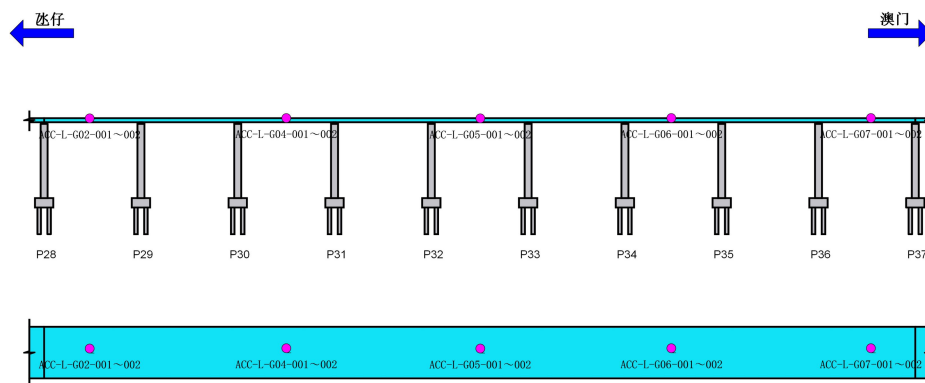 氹仔
澳门
ACC-L-G02-001～002
ACC-L-G04-001～002
ACC-L-G05-001～002
ACC-L-G06-001～002
ACC-L-G07-001～002
P28
P29
P30
P31
P32
P33
P34
P35
P36
P37
ACC-L-G02-001～002
ACC-L-G04-001～002
ACC-L-G05-001～002
ACC-L-G06-001～002
ACC-L-G07-001～002